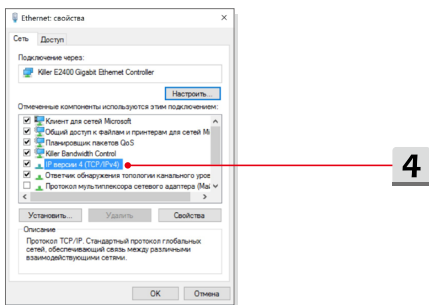 Ethernet: свойства
Сеть Доступ
Подключение через:
Killer E2400 Gigabit Ethernet Controller
Настроить...
Отмеченные компоненты используются этим подключением:
Клиент для сетей Microsoft
Общий доступ к файлам и принтерам для сетей Mi
Планировщик пакетов QoS
Killer Bandwidth Control
IP версии 4 (TCP/IPv4)
4
Ответчик обнаружения топологии канального уров
Протокол мультиплексора сетевого адаптера (Май
Установить... Удалить Свойства
Описание
Протокол TCP/IP. Стандартный протокол глобальных
сетей, обеспечивающий связь между различными
взаимодействующими сетями.
OK Отмена